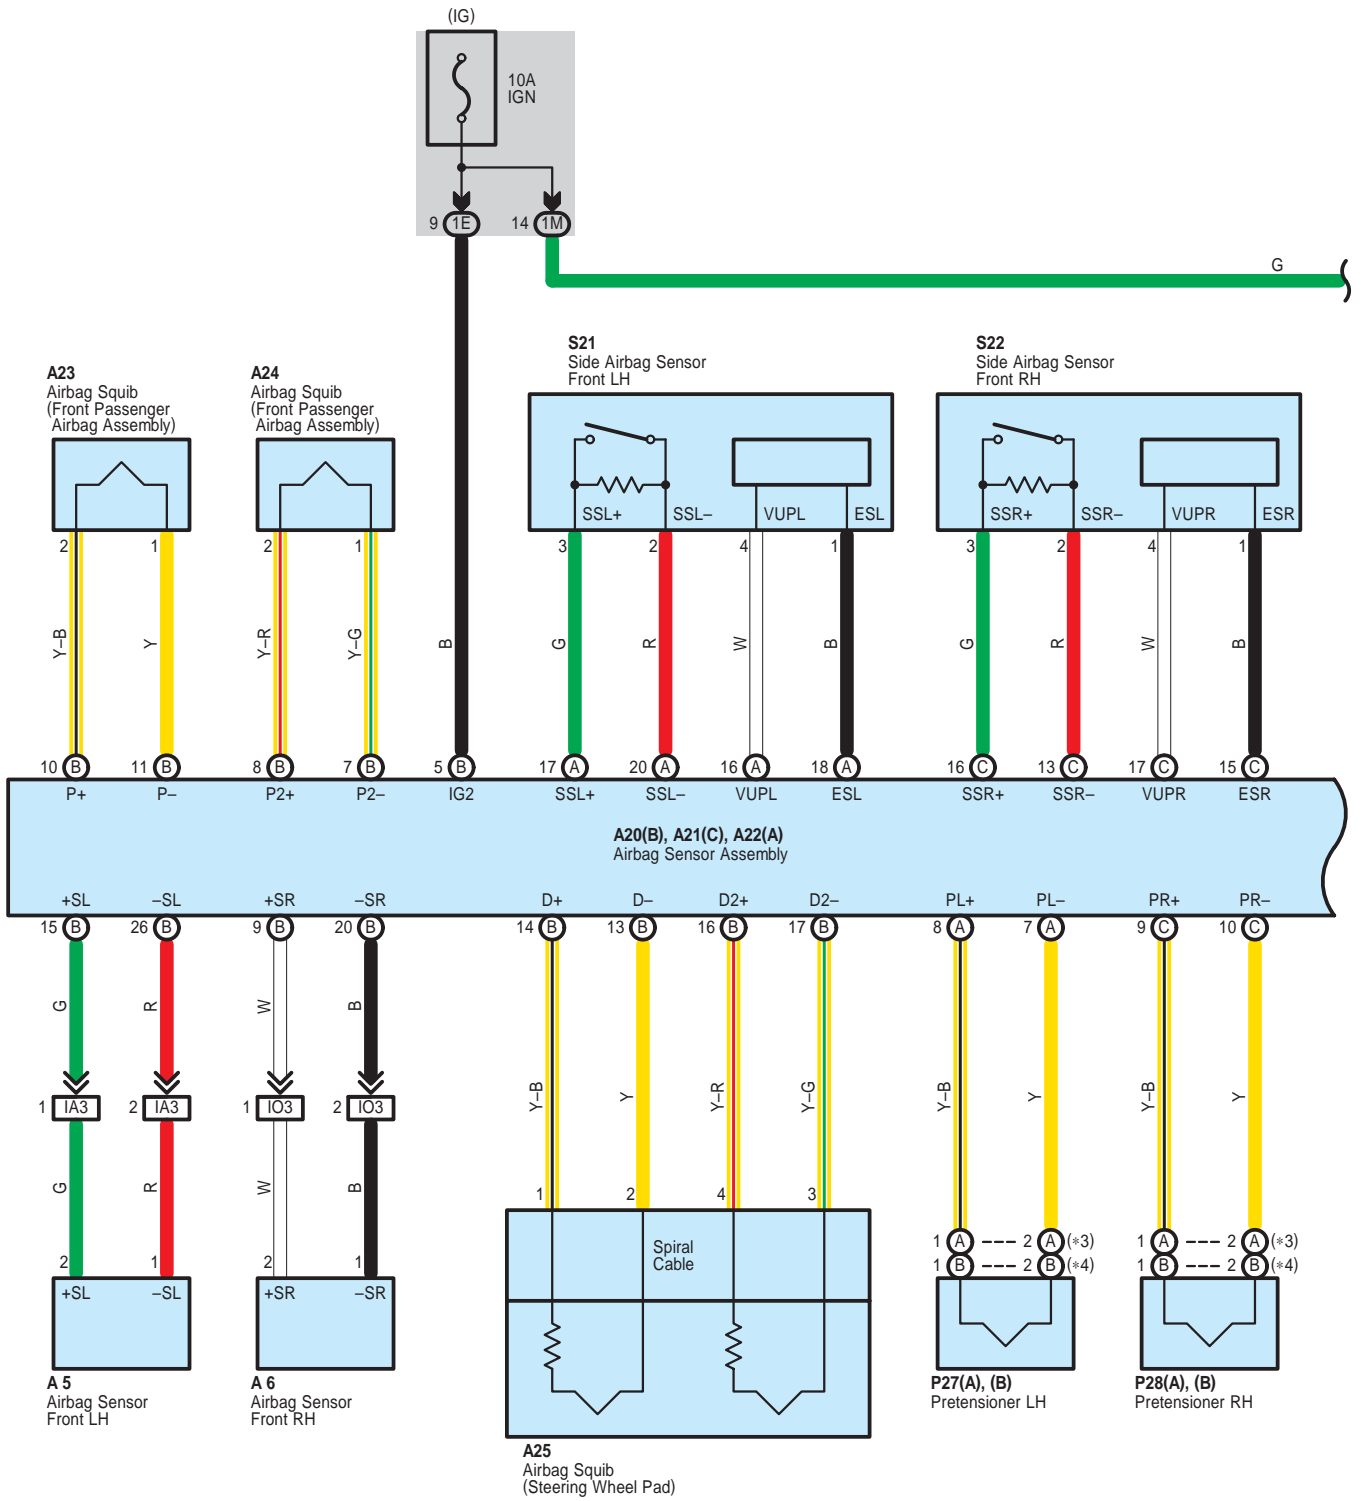 (IG)
10A
IGN
9 1E 14 1M
G
S21
Side Airbag Sensor
Front LH
S22
Side Airbag Sensor
Front RH
A23
Airbag Squib
(Front Passenger
Airbag Assembly)
A24
Airbag Squib
(Front Passenger
Airbag Assembly)
SSL+ SSL– VUPL ESL SSR+ SSR– VUPR ESR
2 1 2 1 3 2 4 1 3 2 4 1
Y–B Y Y–R Y–G B G R W B G R W B
10 B 11 B 8 B 7 B 5 B 17 A 20 A 16 A 18 A 16 C 13 C 17 C 15 C
P+ P– P2+ P2– IG2 SSL+ SSL– VUPL ESL SSR+ SSR– VUPR ESR
A20(B), A21(C), A22(A)
Airbag Sensor Assembly
+SL –SL +SR –SR D+ D– D2+ D2– PL+ PL– PR+ PR–
15 B 26 B 9 B 20 B 14 B 13 B 16 B 17 B 8 A 7 A 9 C 10 C
G R W B
Y–B Y Y–R Y–G Y–B Y Y–B Y
1 IA3 2 IA3 1 IO3 2 IO3
G R W B
1 2 4 3
1 A 2 A (*3) 1 A 2 A (*3)
1 B 2 B (*4) 1 B 2 B (*4)
2 1 2 1
+SL –SL +SR –SR
Spiral
Cable
A 5
Airbag Sensor
Front LH
A 6
Airbag Sensor
Front RH
P27(A), (B)
Pretensioner LH
P28(A), (B)
Pretensioner RH
A25
Airbag Squib
(Steering Wheel Pad)